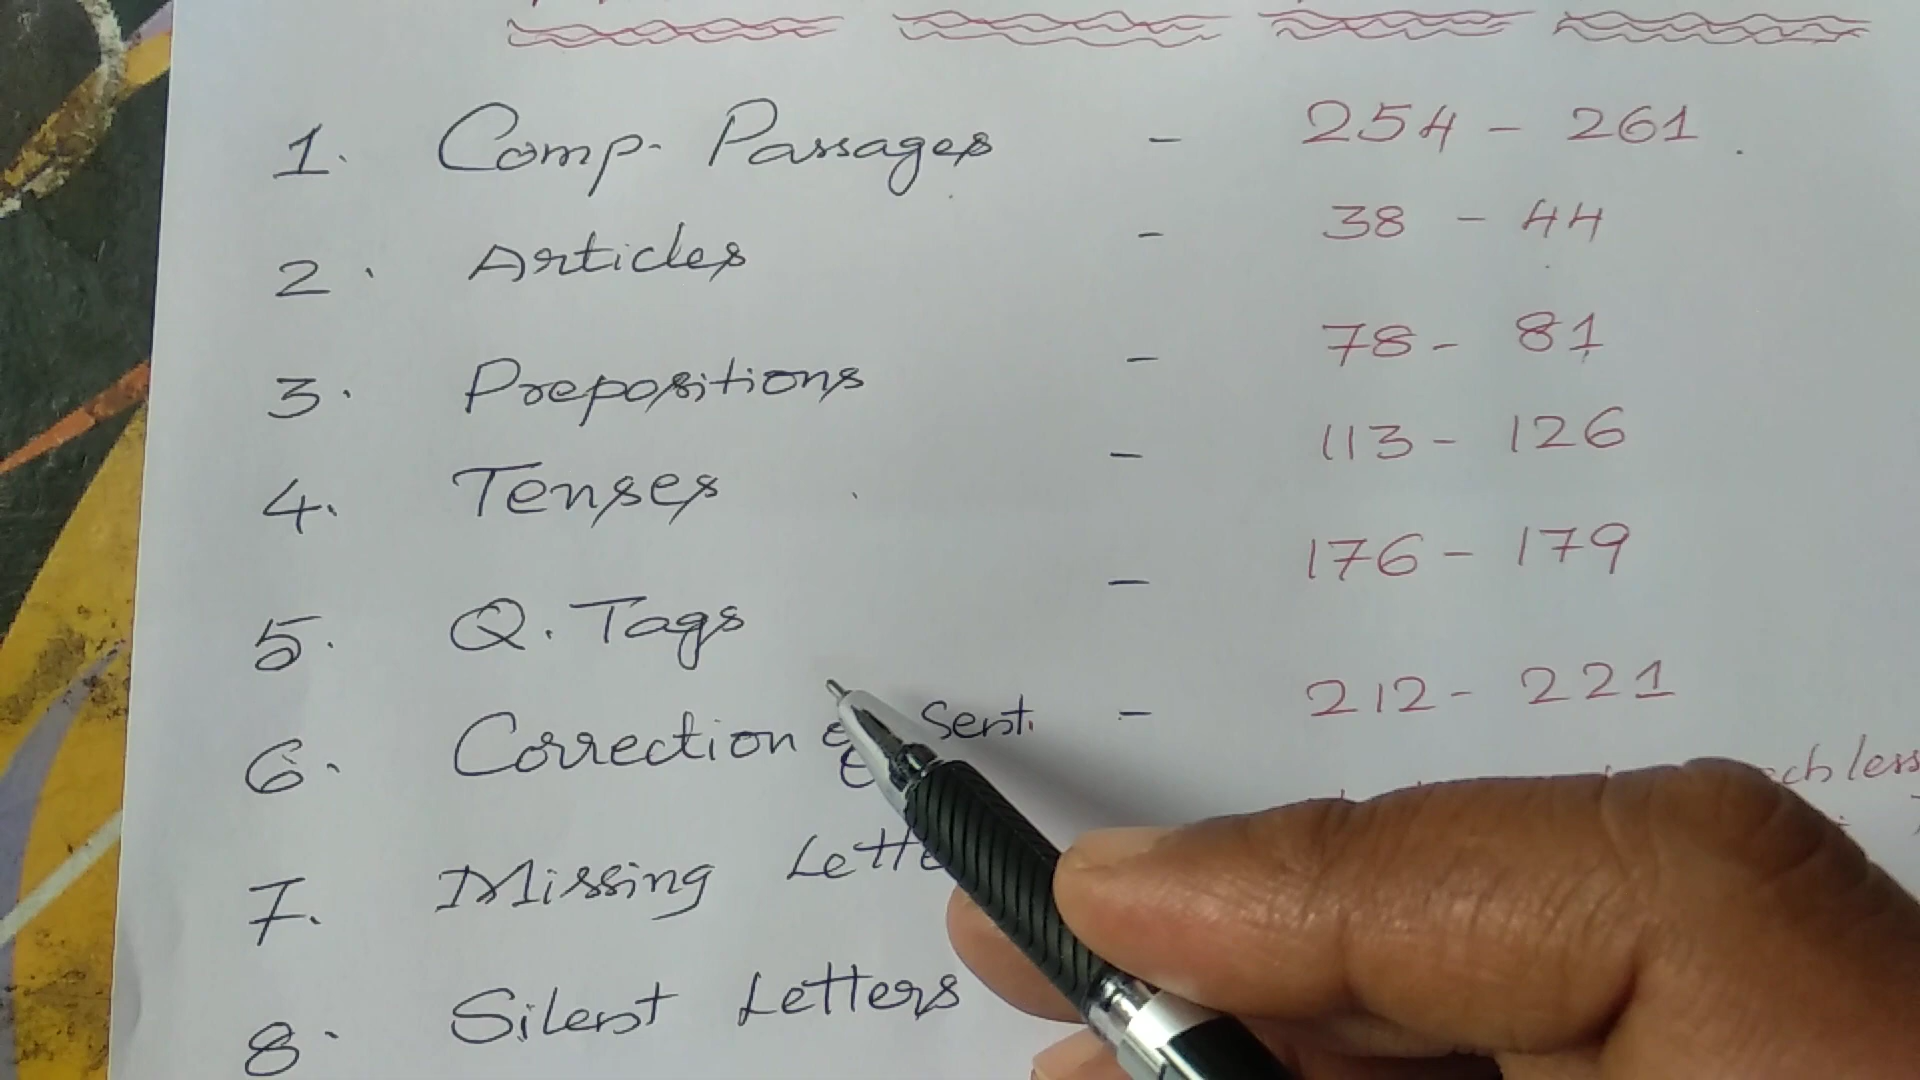 1. Comp. Passages - 254 - 261
2. Articles - 38 - 44
3. Prepositions - 78 - 81
4. Tenses - 113 - 126
5. Q. Tags - 176 - 179
6. Correction Sent. - 212 - 221
7. Missing
8. Silent Letters